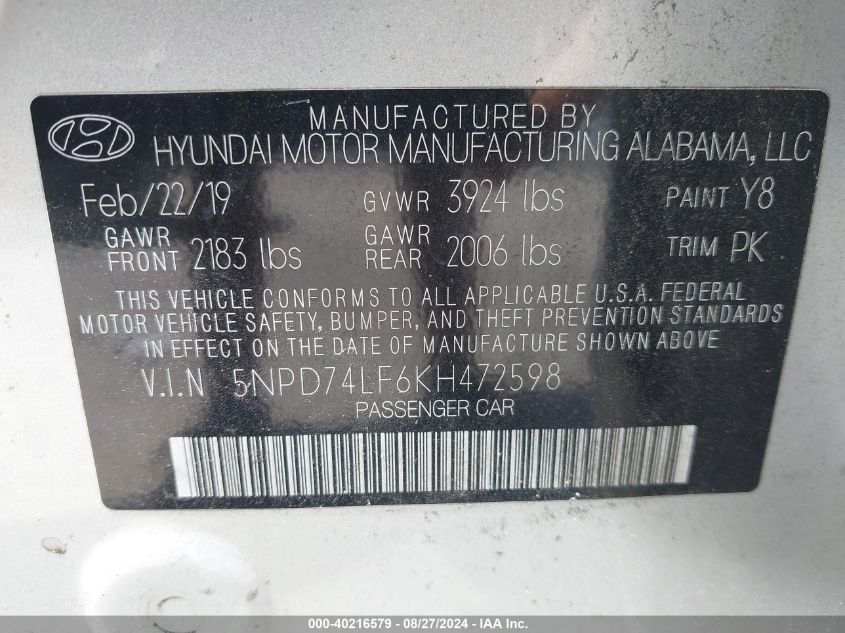 MANUFACTURED BY
HYUNDAI MOTOR MANUFACTURING ALABAMA, LLC
Feb/22/19 GVWR 3924 lbs PAINT Y8
GAWR FRONT 2183 lbs GAWR REAR 2006 lbs TRIM PK
THIS VEHICLE CONFORMS TO ALL APPLICABLE U.S.A. FEDERAL
MOTOR VEHICLE SAFETY, BUMPER, AND THEFT PREVENTION STANDARDS
IN EFFECT ON THE DATE OF MANUFACTURE SHOWN ABOVE.
V.I.N 5NPD74LF6KH472598
PASSENGER CAR
000-40216579 - 08/27/2024 - IAA Inc.